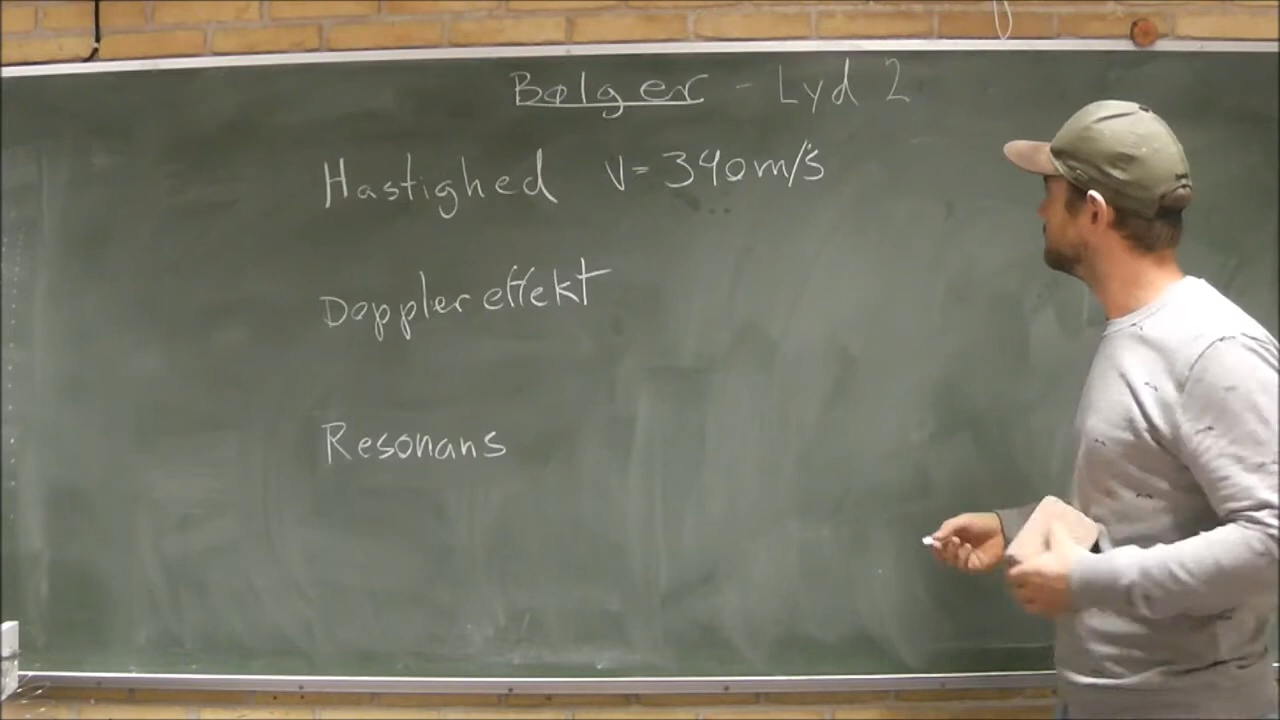 Bølger - Lyd 2
Hastighed v=340m/s
Dopplereffekt
Resonans